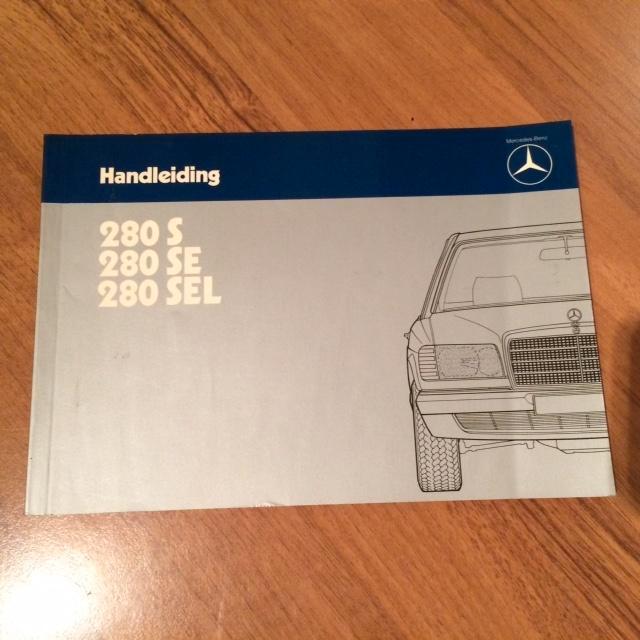 Mercedes-Benz
Handleiding
280 S
280 SE
280 SEL